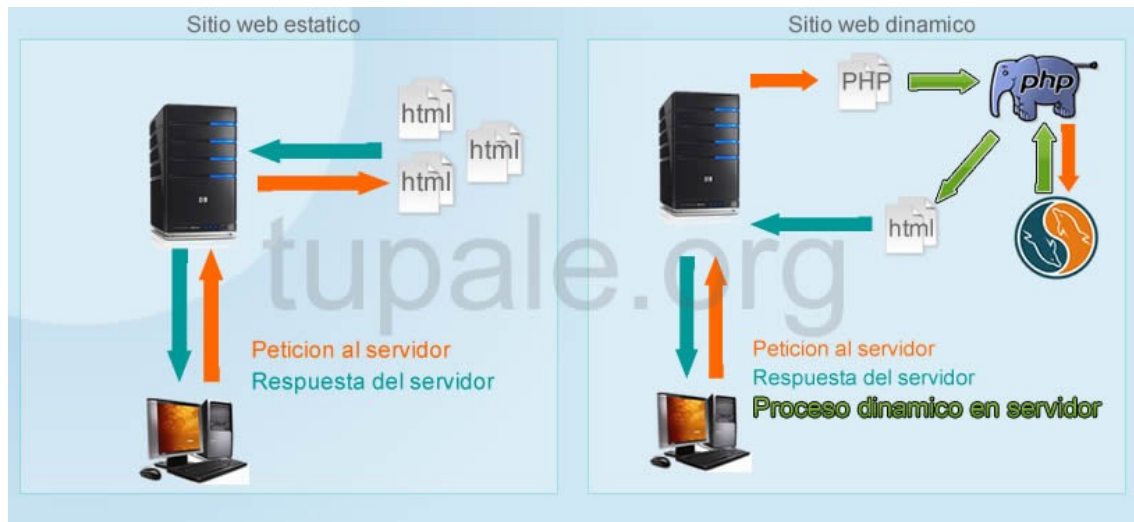 Sitio web estatico
html
html
html
Peticion al servidor
Respuesta del servidor
Sitio web dinamico
PHP
php
html
Peticion al servidor
Respuesta del servidor
Proceso dinamico en servidor
tupale.org